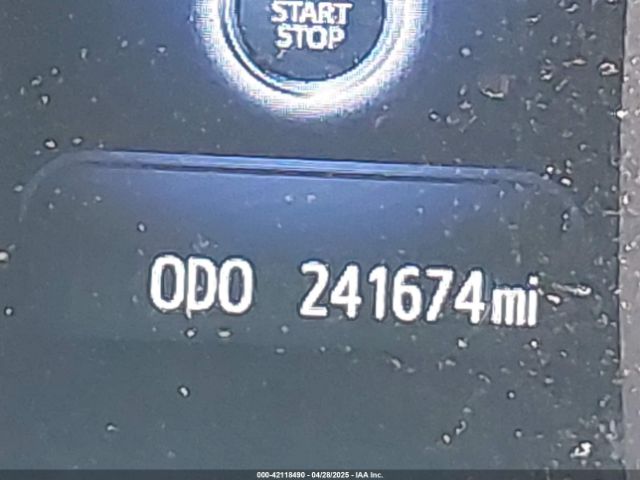 START
STOP
ODO 241674mi
000-42118490 - 04/28/2025 - IAA Inc.